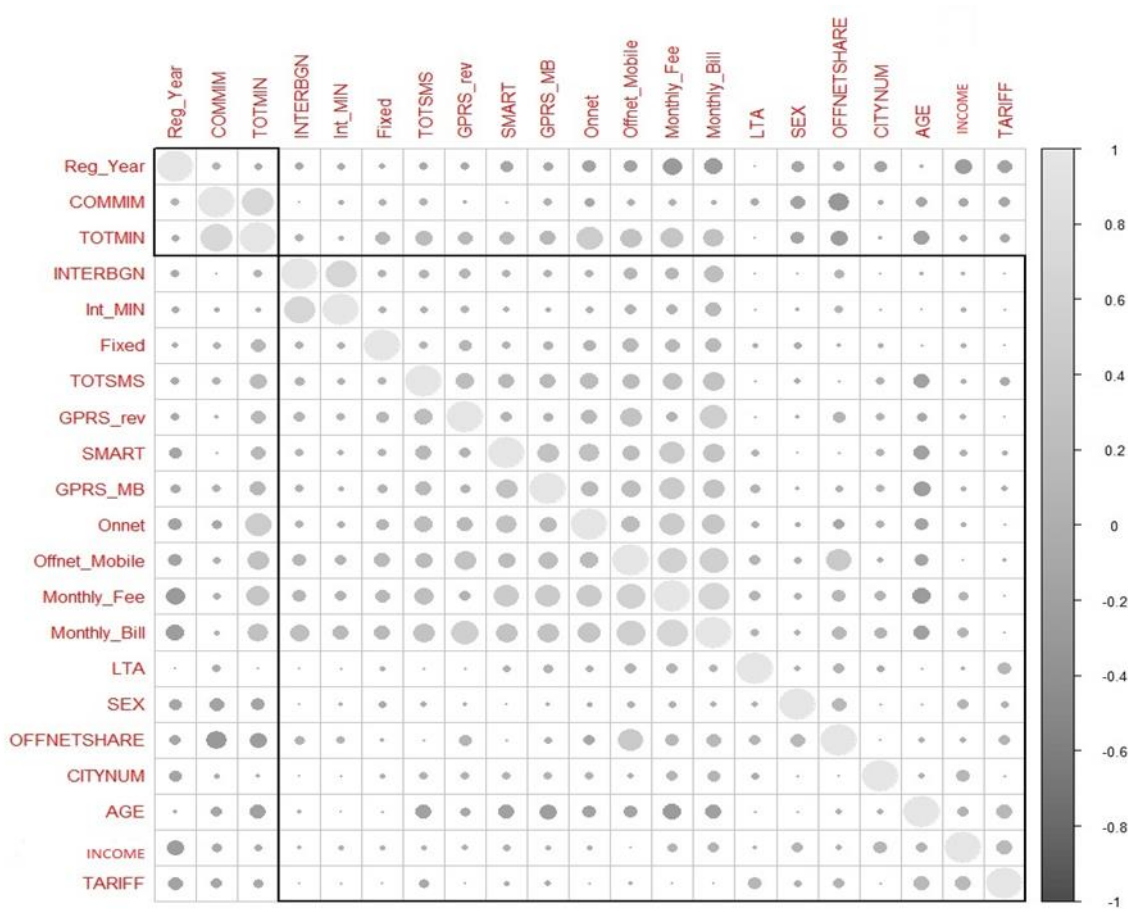 Reg_Year
COMMIM
TOTMIN
INTERBGN
Int_MIN
Fixed
TOTSMS
GPRS_rev
SMART
GPRS_MB
Onnet
Offnet_Mobile
Monthly_Fee
Monthly_Bill
LTA
SEX
OFFNETSHARE
CITYNUM
AGE
INCOME
TARIFF
Reg_Year
COMMIM
TOTMIN
INTERBGN
Int_MIN
Fixed
TOTSMS
GPRS_rev
SMART
GPRS_MB
Onnet
Offnet_Mobile
Monthly_Fee
Monthly_Bill
LTA
SEX
OFFNETSHARE
CITYNUM
AGE
INCOME
TARIFF
1
0.8
0.6
0.4
0.2
0
-0.2
-0.4
-0.6
-0.8
-1